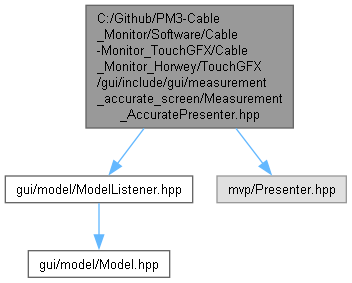 C:/Github/PM3-Cable
_Monitor/Software/Cable
-Monitor_TouchGFX/Cable
_Monitor_Horwey/TouchGFX
/gui/include/gui/measurement
_accurate_screen/Measurement
_AccuratePresenter.hpp
gui/model/ModelListener.hpp
mvp/Presenter.hpp
gui/model/Model.hpp